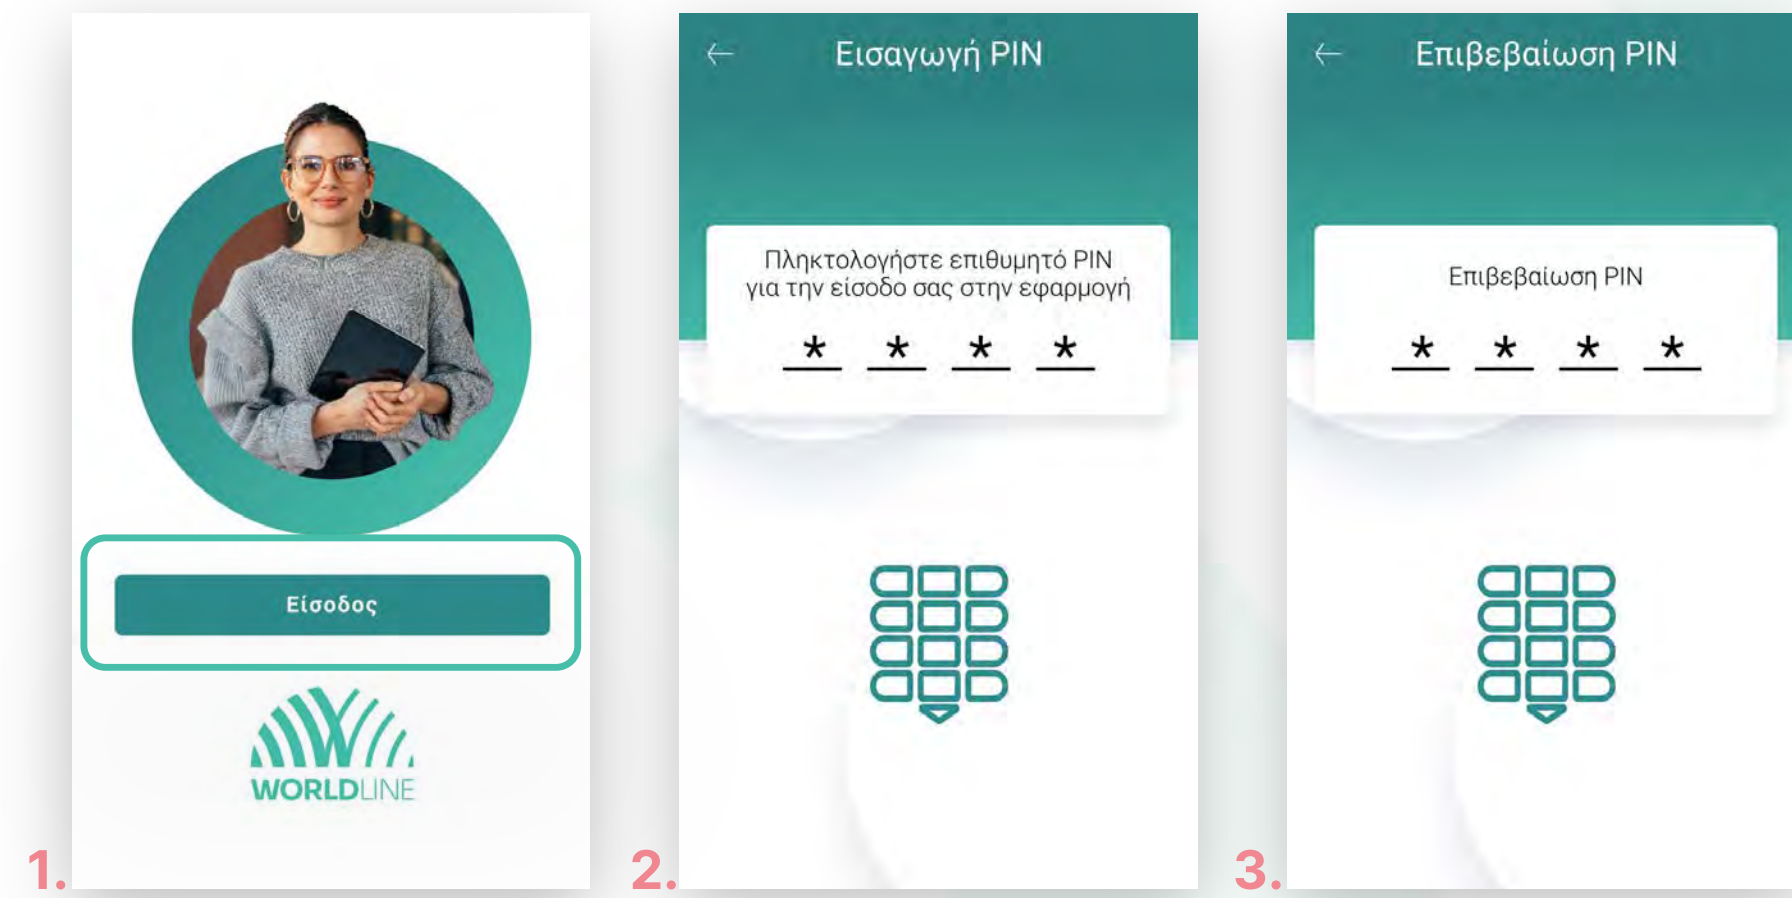 Είσοδος
WORLDLINE
1.
← Εισαγωγή PIN
Πληκτολογήστε επιθυμητό PIN
για την είσοδο σας στην εφαρμογή
* * * *
2.
← Επιβεβαίωση PIN
Επιβεβαίωση PIN
* * * *
3.